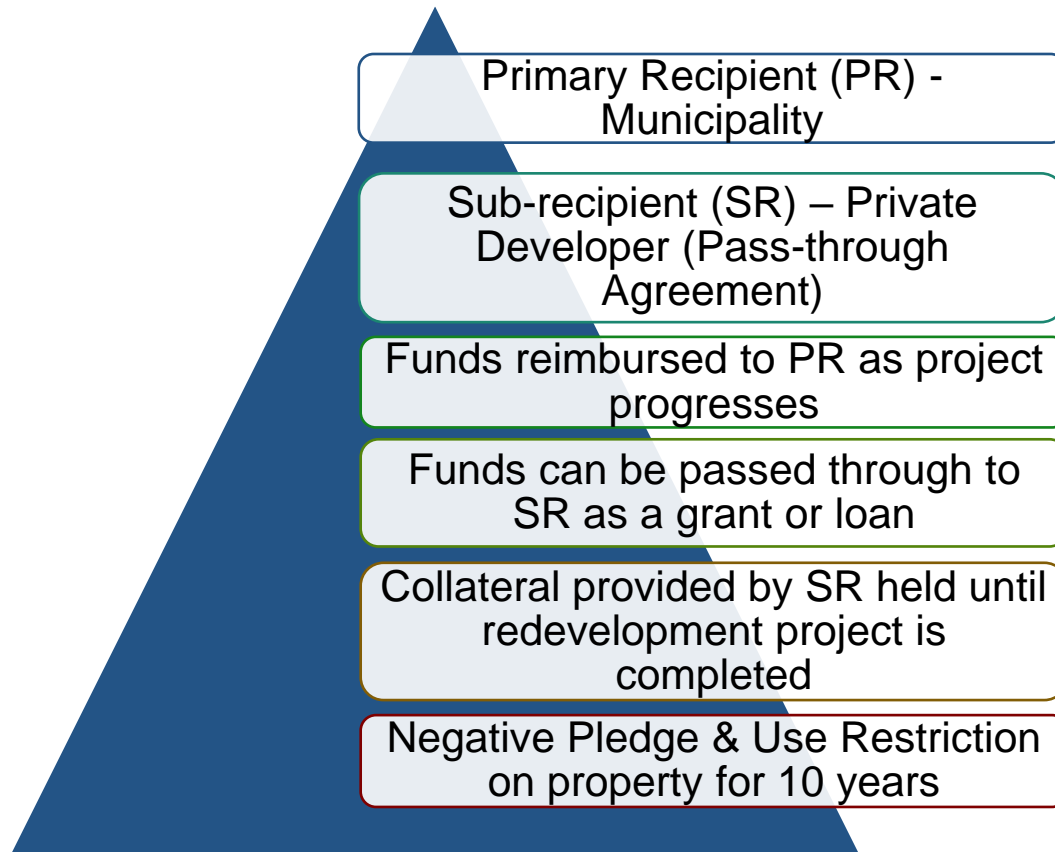 Primary Recipient (PR) -
Municipality
Sub-recipient (SR) – Private
Developer (Pass-through
Agreement)
Funds reimbursed to PR as project
progresses
Funds can be passed through to
SR as a grant or loan
Collateral provided by SR held until
redevelopment project is
completed
Negative Pledge & Use Restriction
on property for 10 years